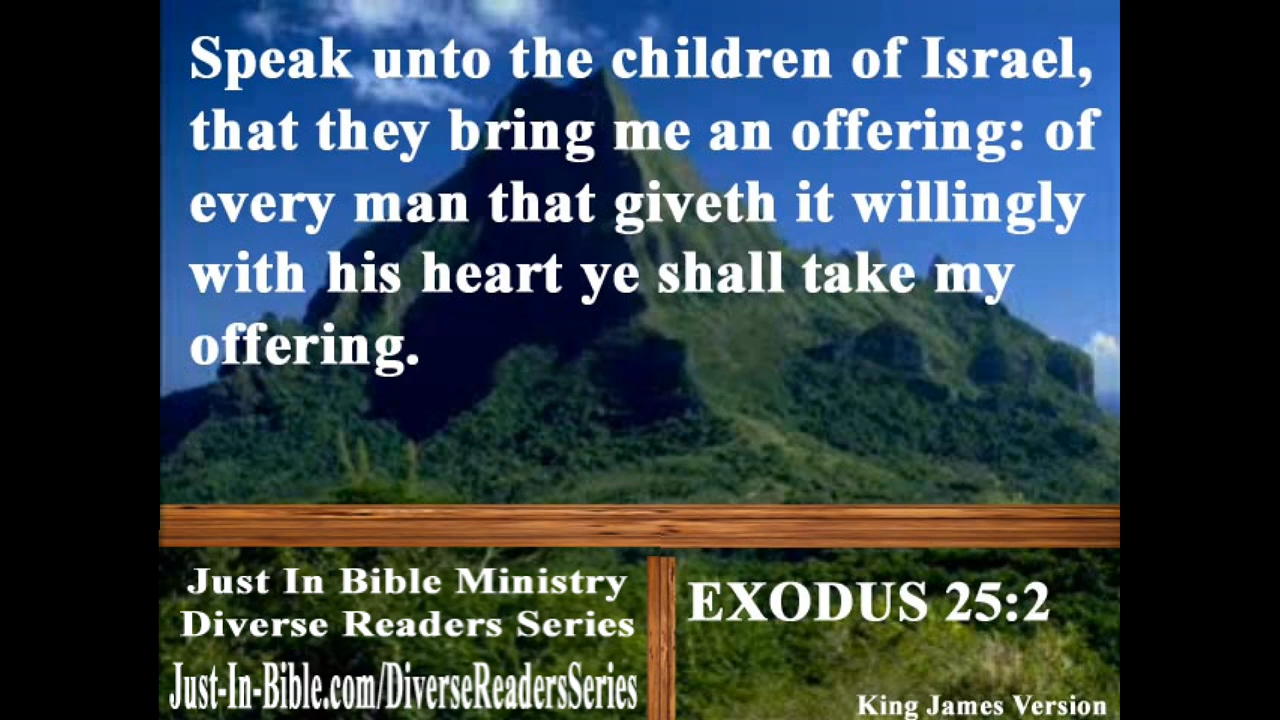 Speak unto the children of Israel,
that they bring me an offering: of
every man that giveth it willingly
with his heart ye shall take my
offering.
Just In Bible Ministry
Diverse Readers Series
Just-In-Bible.com/DiverseReadersSeries
EXODUS 25:2
King James Version